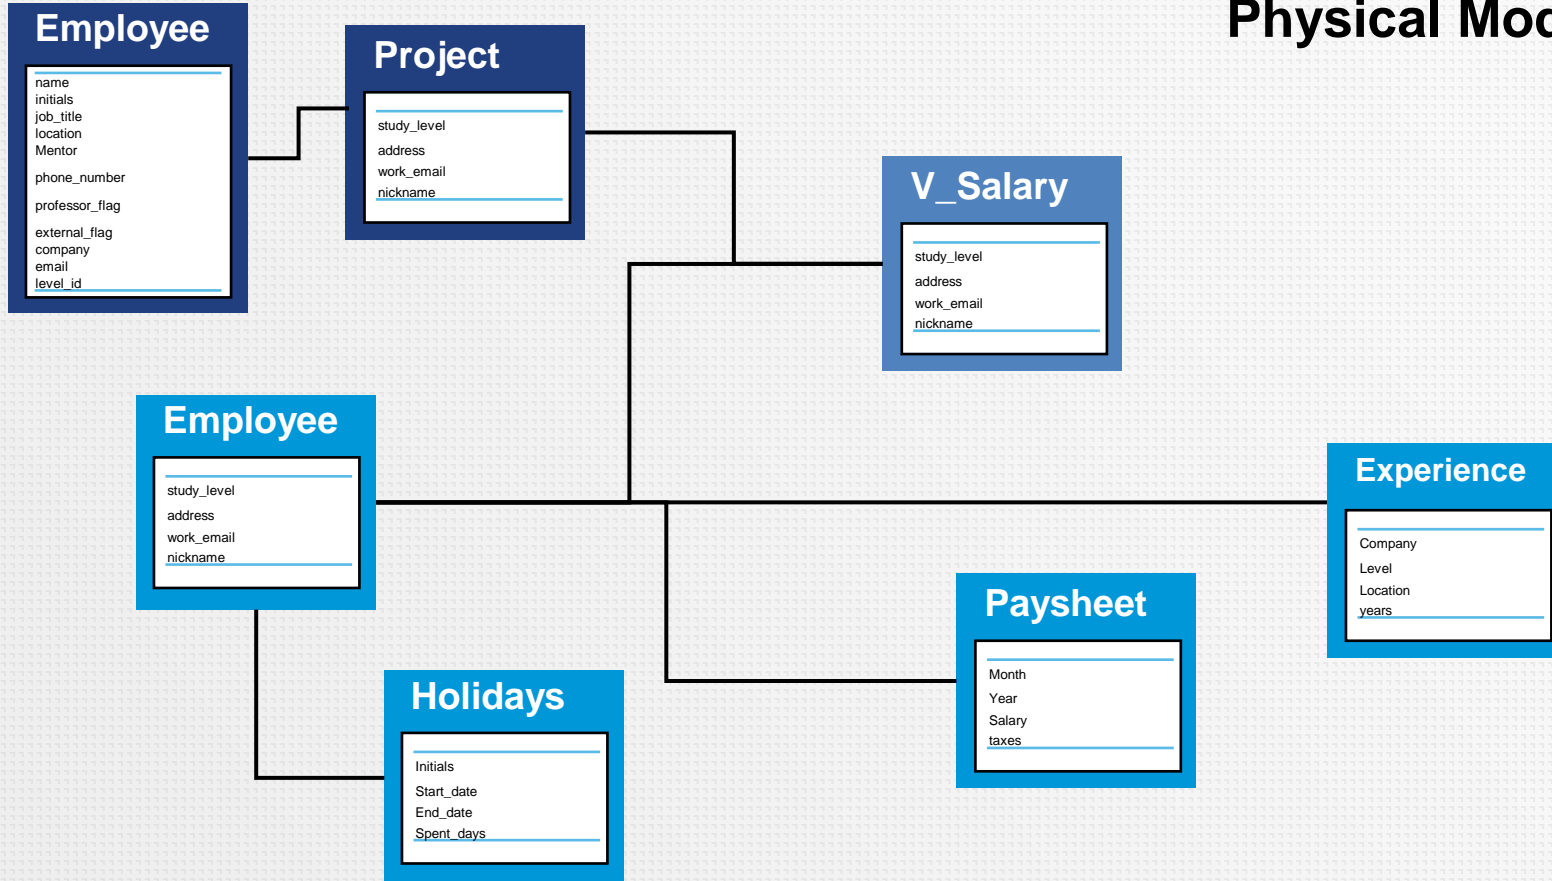 Physical Mod
Employee
name
initials
job_title
location
Mentor
phone_number
professor_flag
external_flag
company
email
level_id
Project
study_level
address
work_email
nickname
V_Salary
study_level
address
work_email
nickname
Employee
study_level
address
work_email
nickname
Experience
Company
Level
Location
years
Paysheet
Month
Year
Salary
taxes
Holidays
Initials
Start_date
End_date
Spent_days